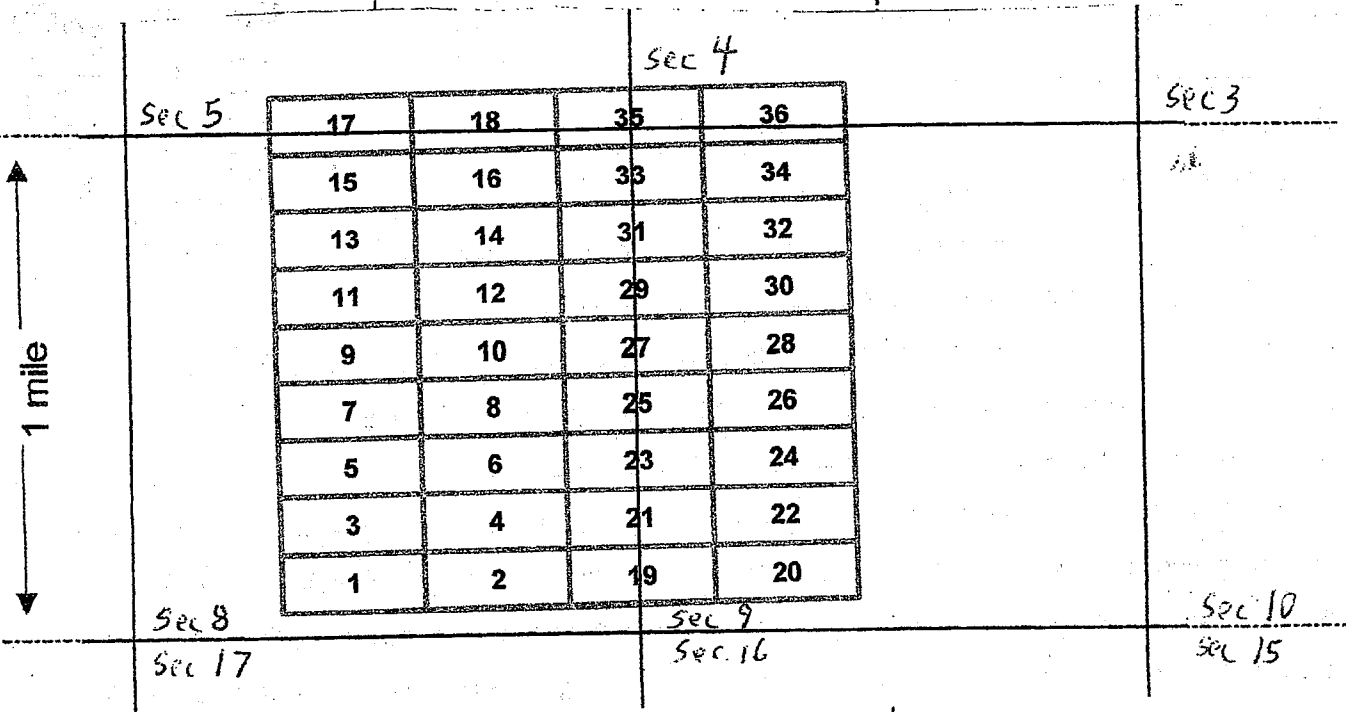 sec 4
Sec 5
Sec 3
17 18 35 36
15 16 33 34
13 14 31 32
11 12 29 30
9 10 27 28
7 8 25 26
5 6 23 24
3 4 21 22
1 2 19 20
1 mile
Sec 8
Sec 9
Sec 10
Sec 17
Sec. 16
Sec 15